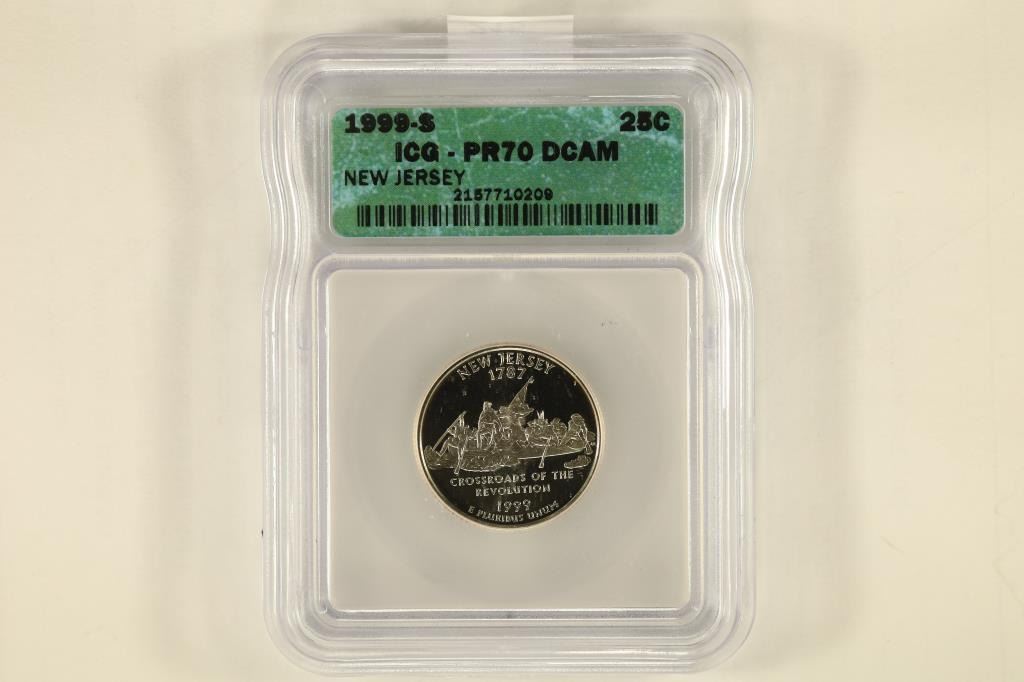 1999-S 25C
ICG - PR70 DCAM
NEW JERSEY
2157710209
NEW JERSEY
1787
CROSSROADS OF THE
REVOLUTION
1999
E PLURIBUS UNUM